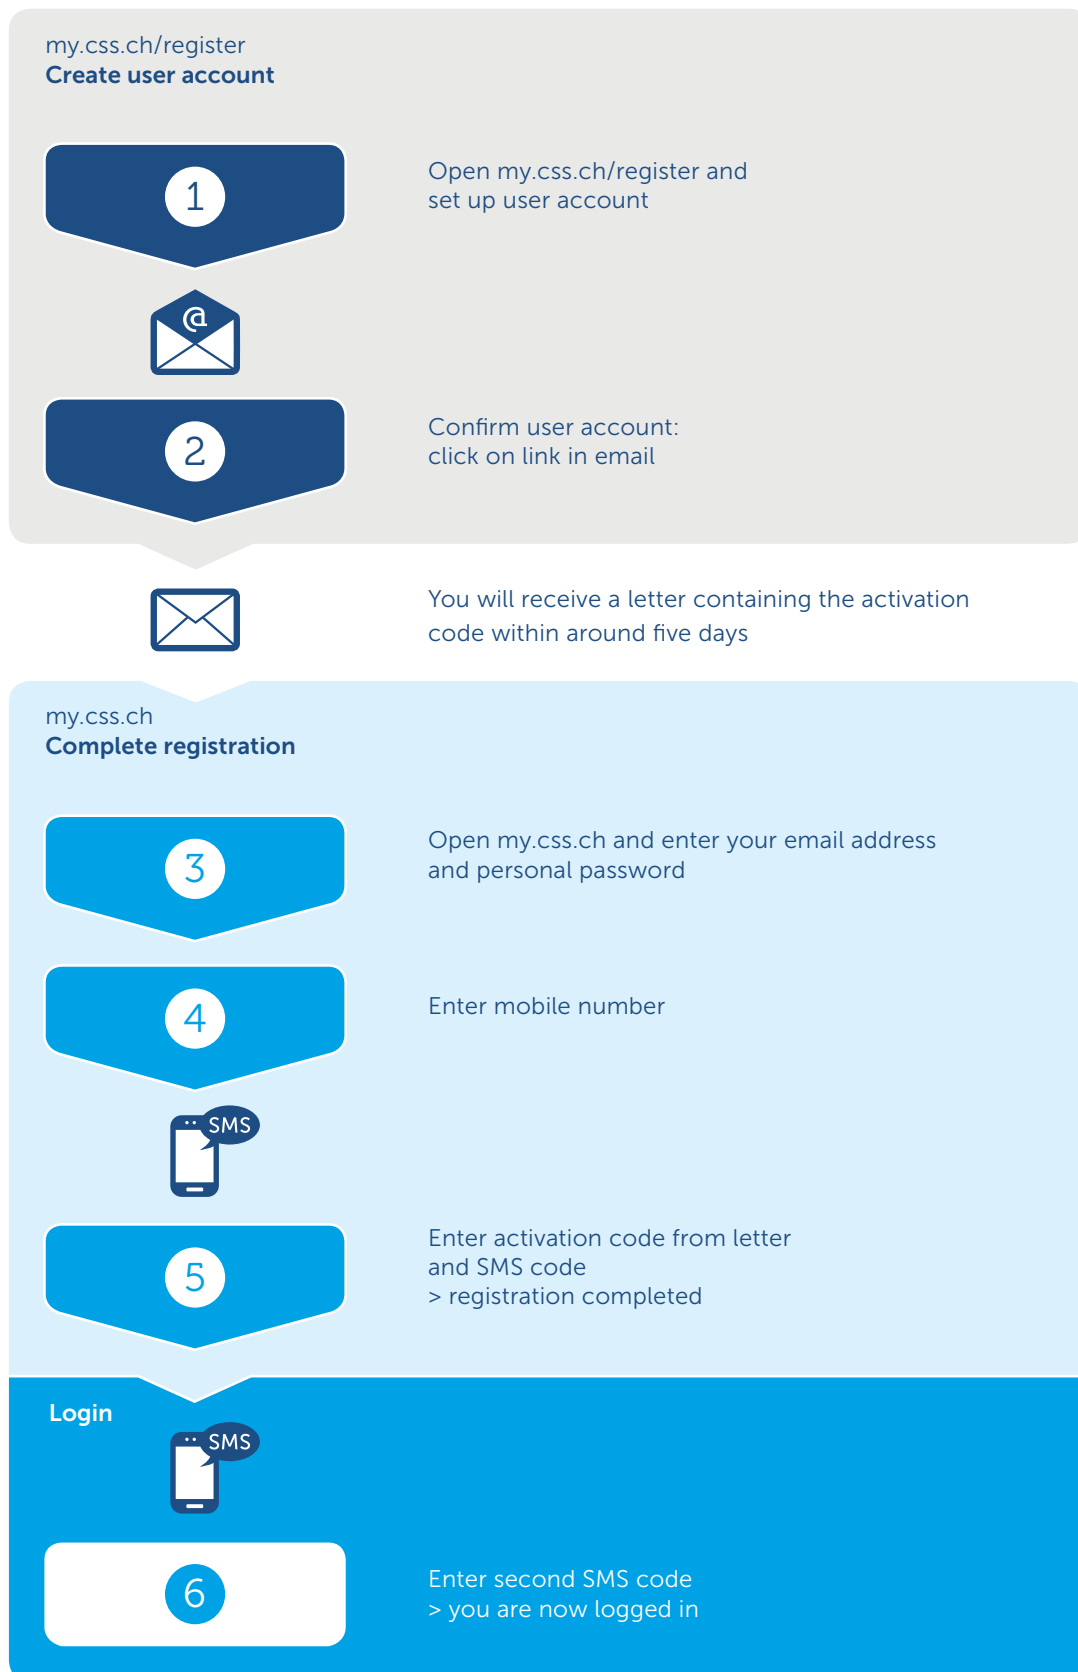 my.css.ch/register
Create user account
1
Open my.css.ch/register and
set up user account
@
2
Confirm user account:
click on link in email
You will receive a letter containing the activation
code within around five days
my.css.ch
Complete registration
3
Open my.css.ch and enter your email address
and personal password
4
Enter mobile number
SMS
5
Enter activation code from letter
and SMS code
> registration completed
Login
SMS
6
Enter second SMS code
> you are now logged in